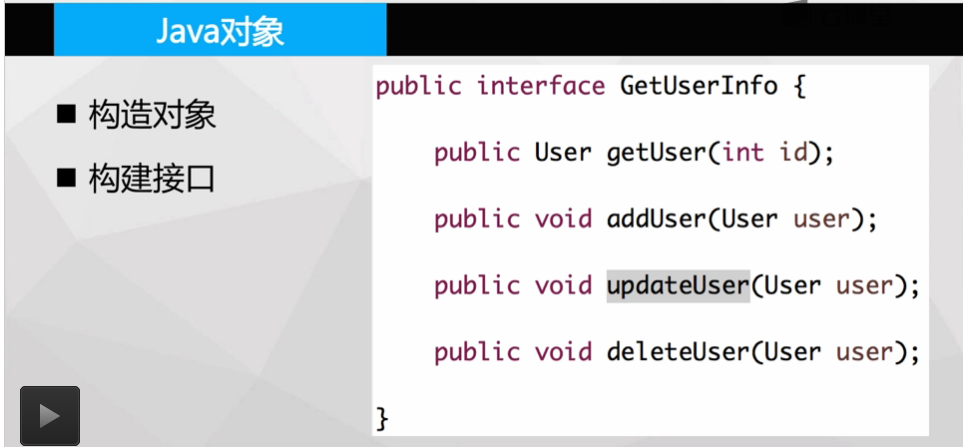 Java对象
■ 构造对象
■ 构建接口
public interface GetUserInfo {
public User getUser(int id);
public void addUser(User user);
public void updateUser(User user);
public void deleteUser(User user);
}